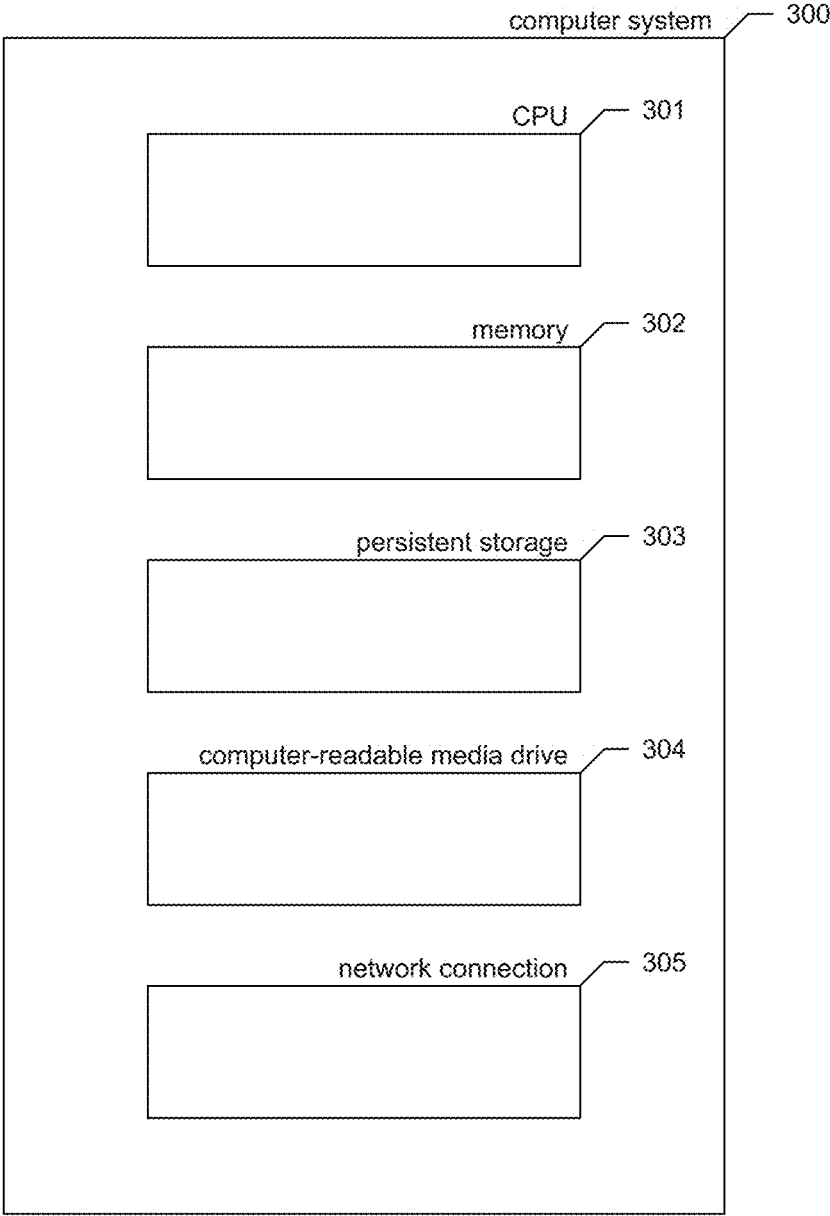 computer system 300
CPU 301
memory 302
persistent storage 303
computer-readable media drive 304
network connection 305